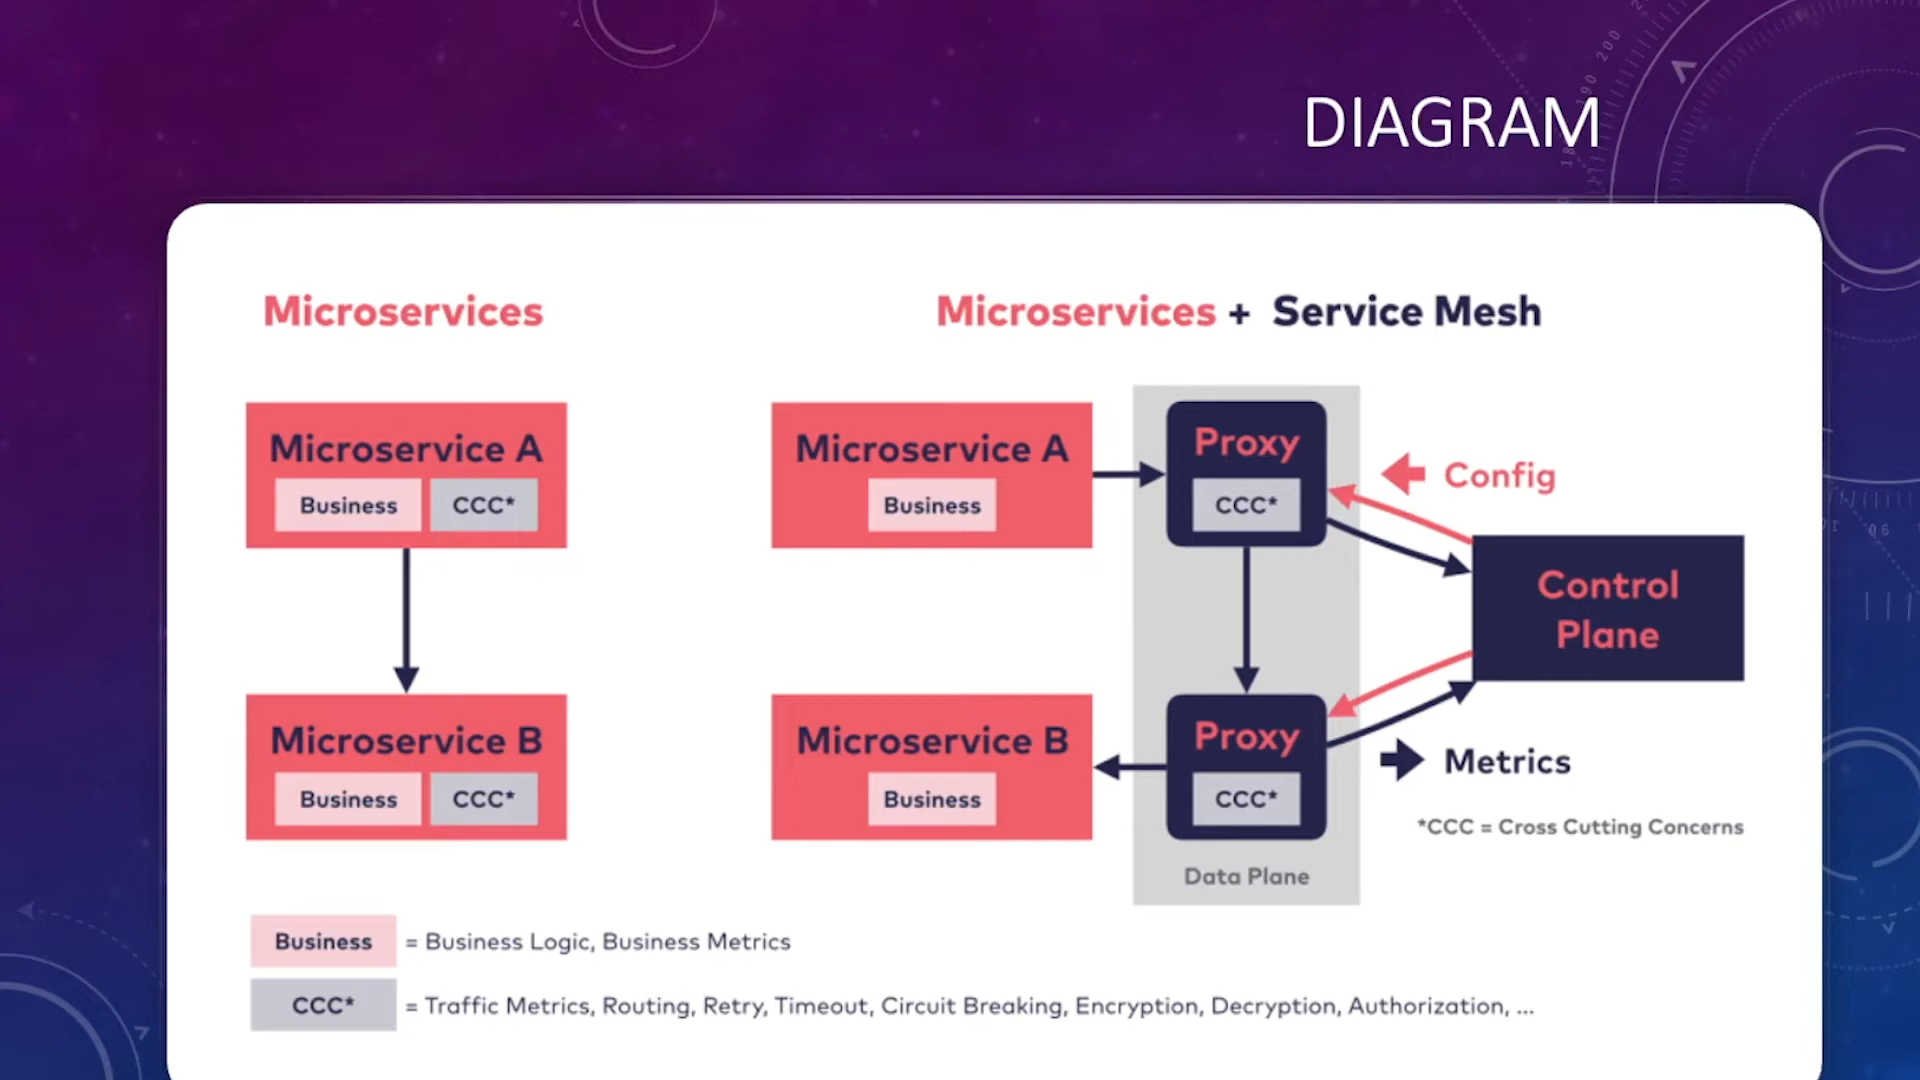 DIAGRAM
Microservices
Microservices + Service Mesh
Microservice A
Business CCC*
Microservice B
Business CCC*
Microservice A
Business
Proxy
CCC*
Config
Control
Plane
Microservice B
Business
Proxy
CCC*
Metrics
*CCC = Cross Cutting Concerns
Data Plane
Business = Business Logic, Business Metrics
CCC* = Traffic Metrics, Routing, Retry, Timeout, Circuit Breaking, Encryption, Decryption, Authorization, ...
190 200